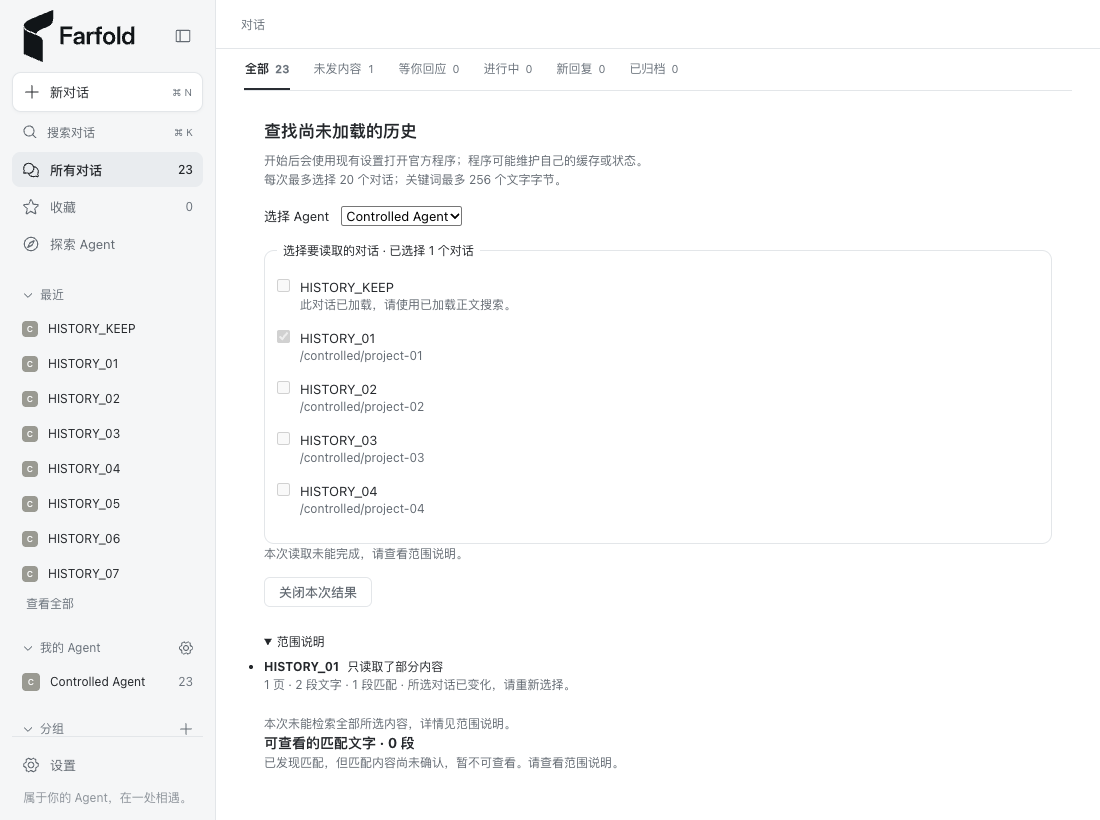 Farfold
新对话 ⌘ N
搜索对话 ⌘ K
所有对话 23
收藏 0
探索 Agent
最近
C HISTORY_KEEP
C HISTORY_01
C HISTORY_02
C HISTORY_03
C HISTORY_04
C HISTORY_05
C HISTORY_06
C HISTORY_07
查看全部
我的 Agent
C Controlled Agent 23
分组
设置
属于你的 Agent，在一处相遇。
对话
全部 23 未发内容 1 等你回应 0 进行中 0 新回复 0 已归档 0
查找尚未加载的历史
开始后会使用现有设置打开官方程序；程序可能维护自己的缓存或状态。
每次最多选择 20 个对话；关键词最多 256 个文字字节。
选择 Agent Controlled Agent
选择要读取的对话 · 已选择 1 个对话
HISTORY_KEEP
此对话已加载，请使用已加载正文搜索。
HISTORY_01
/controlled/project-01
HISTORY_02
/controlled/project-02
HISTORY_03
/controlled/project-03
HISTORY_04
/controlled/project-04
本次读取未能完成，请查看范围说明。
关闭本次结果
▼ 范围说明
• HISTORY_01 只读取了部分内容
1 页 · 2 段文字 · 1 段匹配 · 所选对话已变化，请重新选择。
本次未能检索全部所选内容，详情见范围说明。
可查看的匹配文字 · 0 段
已发现匹配，但匹配内容尚未确认，暂不可查看。请查看范围说明。